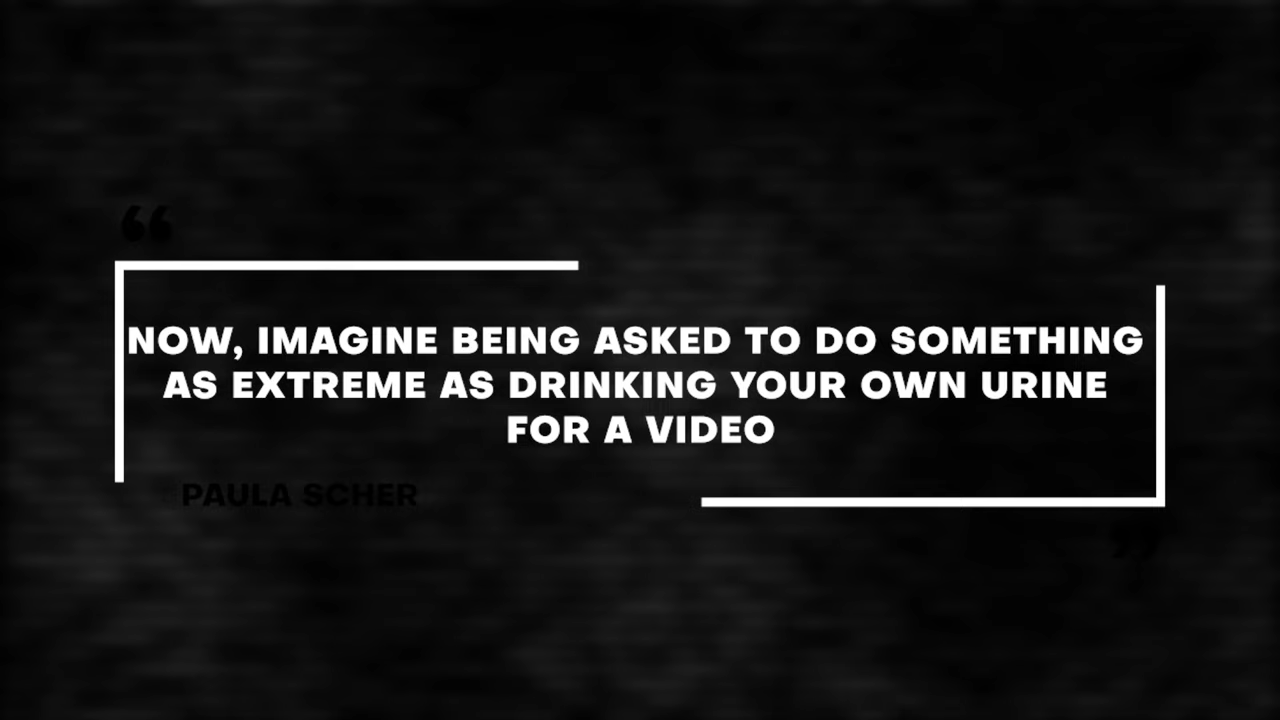 “
NOW, IMAGINE BEING ASKED TO DO SOMETHING
AS EXTREME AS DRINKING YOUR OWN URINE
FOR A VIDEO
PAULA SCHER
”